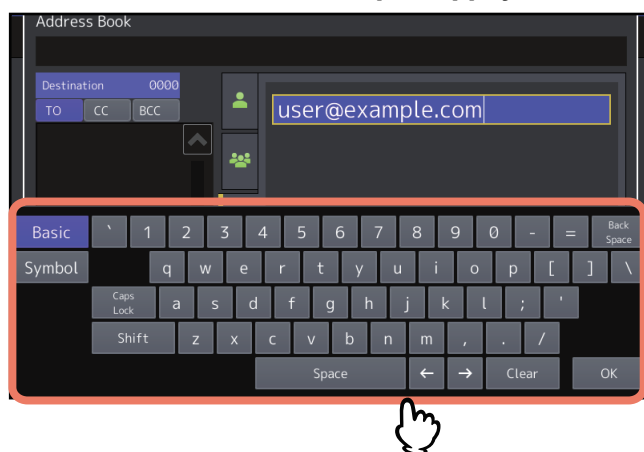 Address Book
Destination 0000
TO CC BCC
user@example.com
Basic ` 1 2 3 4 5 6 7 8 9 0 - = Back Space
Symbol q w e r t y u i o p [ ] \
Caps Lock a s d f g h j k l ; '
Shift z x c v b n m , . /
Space ← → Clear OK